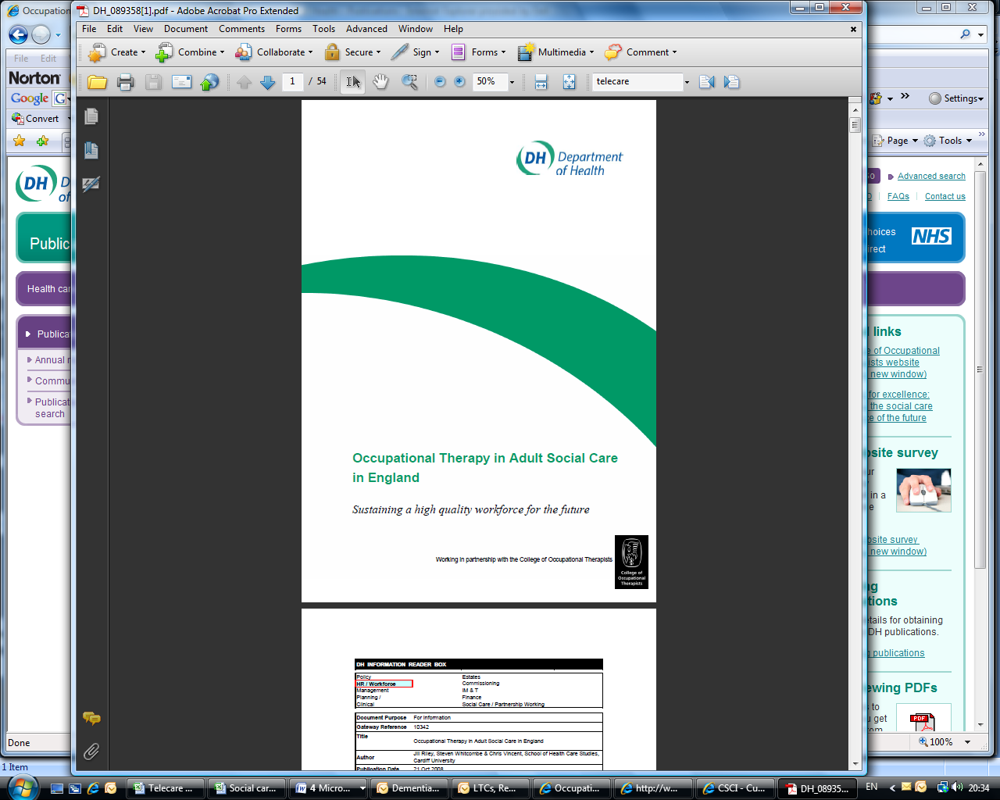 Occupation
DH_089358[1].pdf - Adobe Acrobat Pro Extended
File Edit View Document Comments Forms Tools Advanced Window Help
Create Combine Collaborate Secure Sign Forms Multimedia Comment
1 / 54 50% telecare
File Edit
Norton
Google G
Convert
Settings
Page Tools
DH
Public
Health car
Publica
Annual r
Commu
Publicat
search
DH Department
of Health
Occupational Therapy in Adult Social Care
in England
Sustaining a high quality workforce for the future
Working in partnership with the College of Occupational Therapists
College of
Occupational
Therapists
DH INFORMATION READER BOX
Policy Estates
HR / Workforce Commissioning
Management IM & T
Planning / Finance
Clinical Social Care / Partnership Working
Document Purpose For Information
Gateway Reference 10342
Title Occupational Therapy in Adult Social Care in England
Author Jill Riley, Steven Whitcombe & Chris Vincent, School of Health Care Studies,
Cardiff University
Publication Date 21 Oct 2008
Advanced search
FAQs Contact us
hoices
irect
NHS
links
e of Occupational
ists website
new window)
for excellence:
the social care
e of the future
site survey
ur
in a
e
site survey
new window)
ng
tions
etails for obtaining
DH publications.
g publications
ewing PDFs
s to
u get
rom
PDF
Done
100%
1 Item
Telecare ... Social car... 4 Micro... Dementia... LTCs, Re... Occupati... http://w... CSCI - Cu... DH_08935... EN 20:34